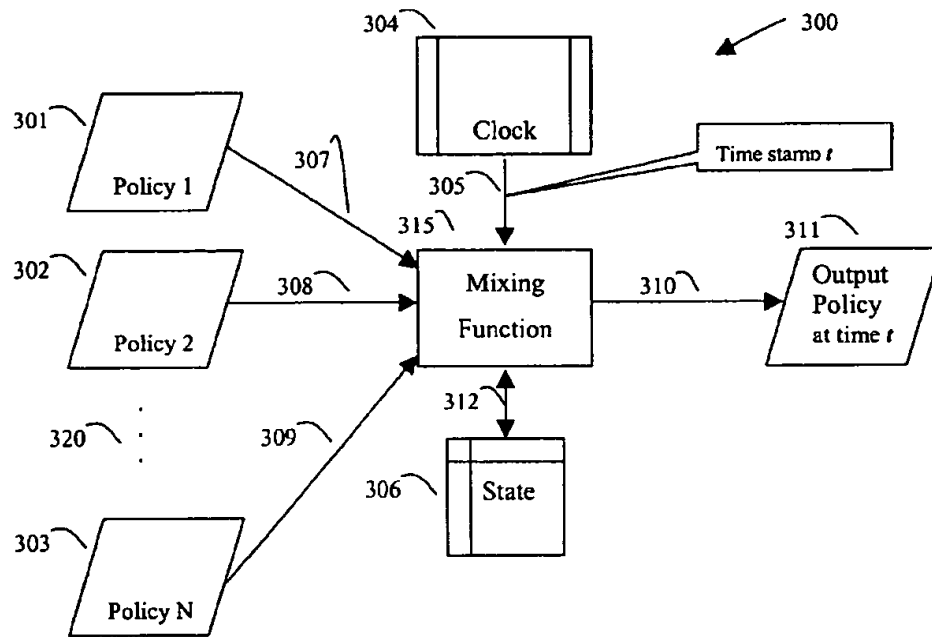 304
300
301
Clock
307
Time stamp t
Policy 1
305
315
311
302
308
Mixing
Function
310
Output
Policy
at time t
Policy 2
312
320
309
306
State
303
Policy N